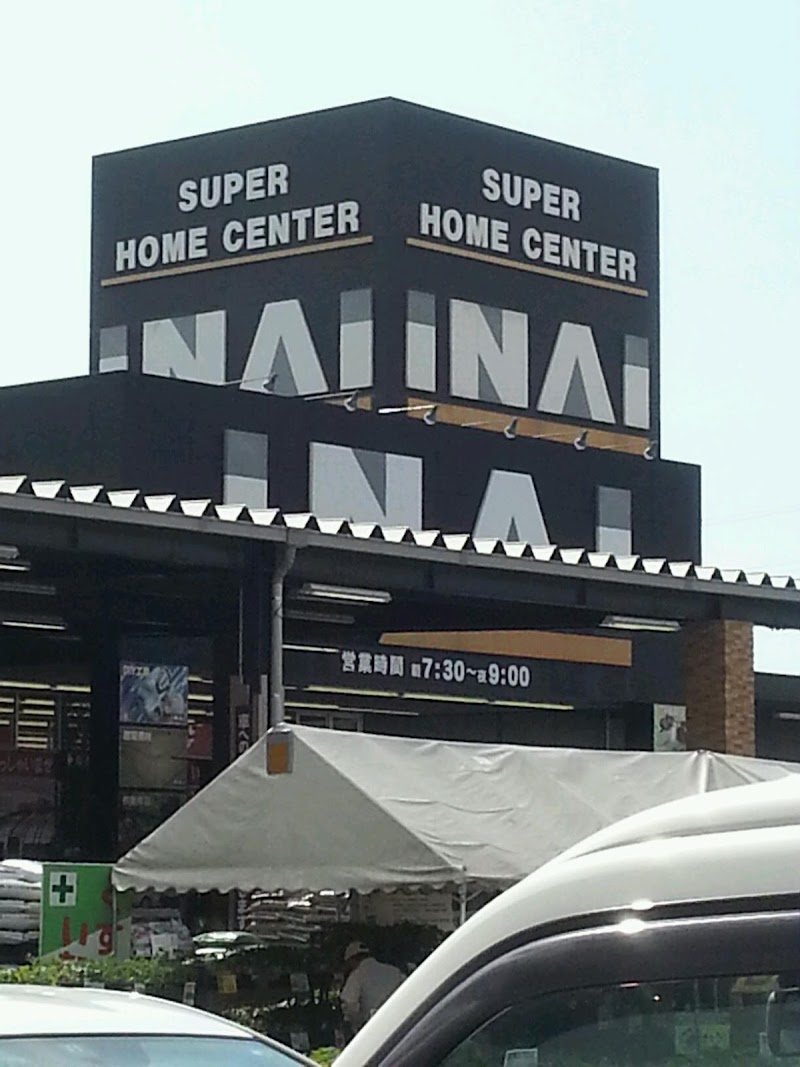 SUPER
HOME CENTER
INAI
SUPER
HOME CENTER
INAI
INAI
営業時間 朝7:30～夜9:00